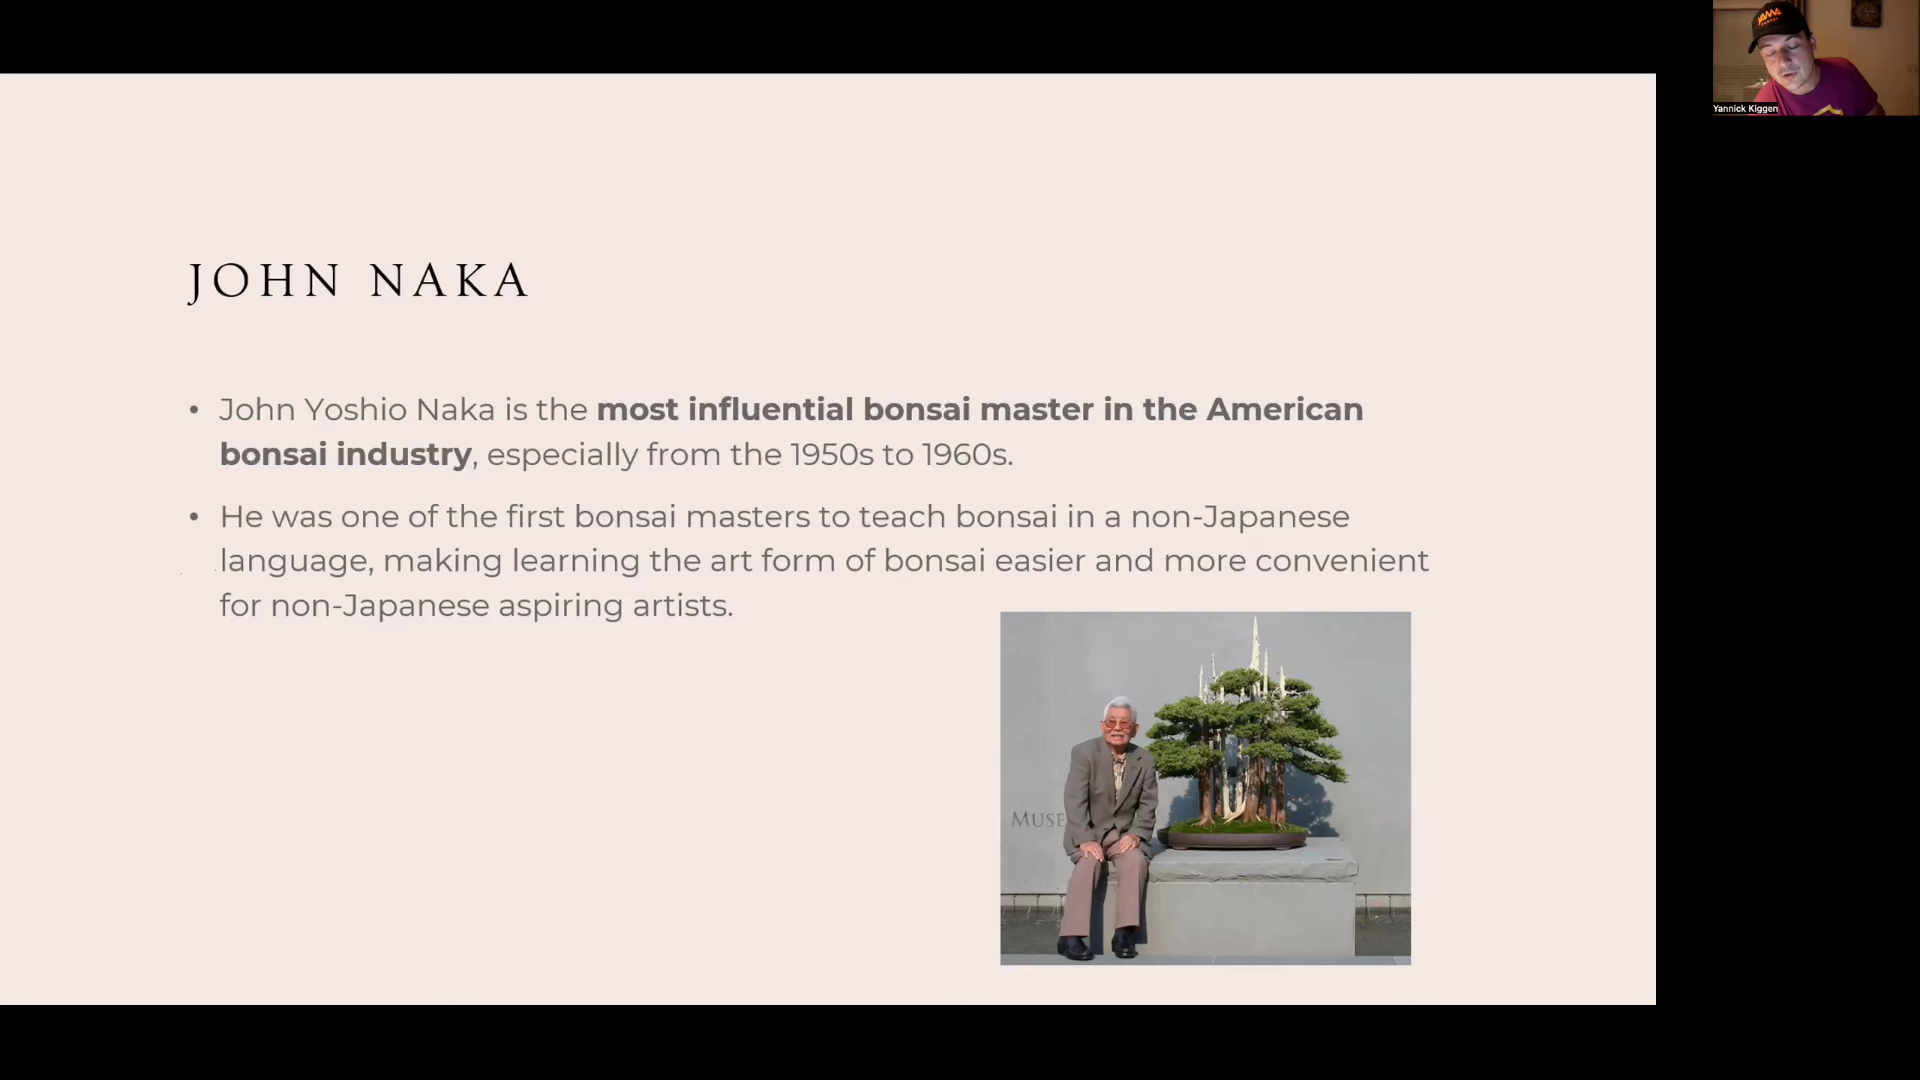 Yannick Kiggen
JOHN NAKA
• John Yoshio Naka is the most influential bonsai master in the American
bonsai industry, especially from the 1950s to 1960s.
• He was one of the first bonsai masters to teach bonsai in a non-Japanese
language, making learning the art form of bonsai easier and more convenient
for non-Japanese aspiring artists.
MUSE